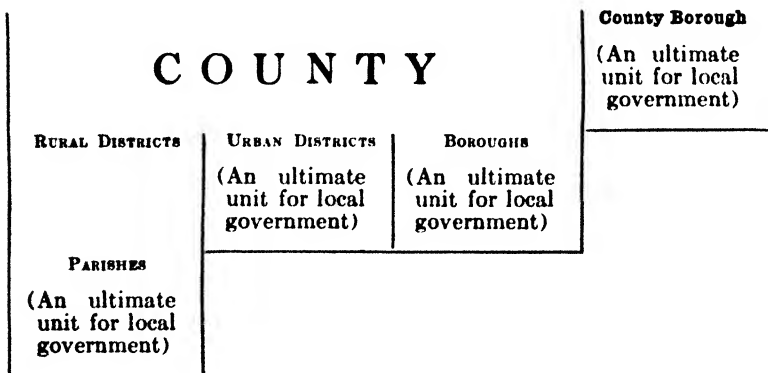 County Borough
(An ultimate
unit for local
government)
COUNTY
RURAL DISTRICTS
URBAN DISTRICTS
BOROUGHS
(An ultimate
unit for local
government)
(An ultimate
unit for local
government)
PARISHES
(An ultimate
unit for local
government)